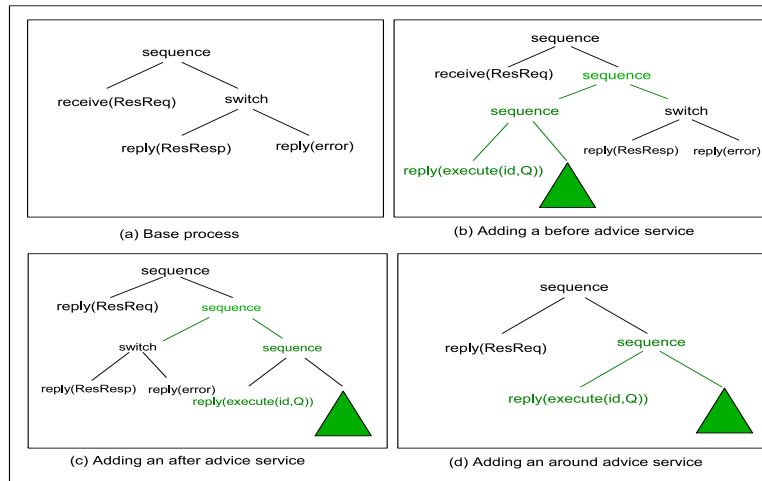 sequence
receive(ResReq)
switch
reply(ResResp)
reply(error)
(a) Base process
sequence
receive(ResReq)
sequence
sequence
switch
reply(execute(id,Q))
reply(ResResp)
reply(error)
(b) Adding a before advice service
sequence
reply(ResReq)
sequence
switch
sequence
reply(ResResp)
reply(error)
reply(execute(id,Q))
(c) Adding an after advice service
sequence
reply(ResReq)
sequence
reply(execute(id,Q))
(d) Adding an around advice service